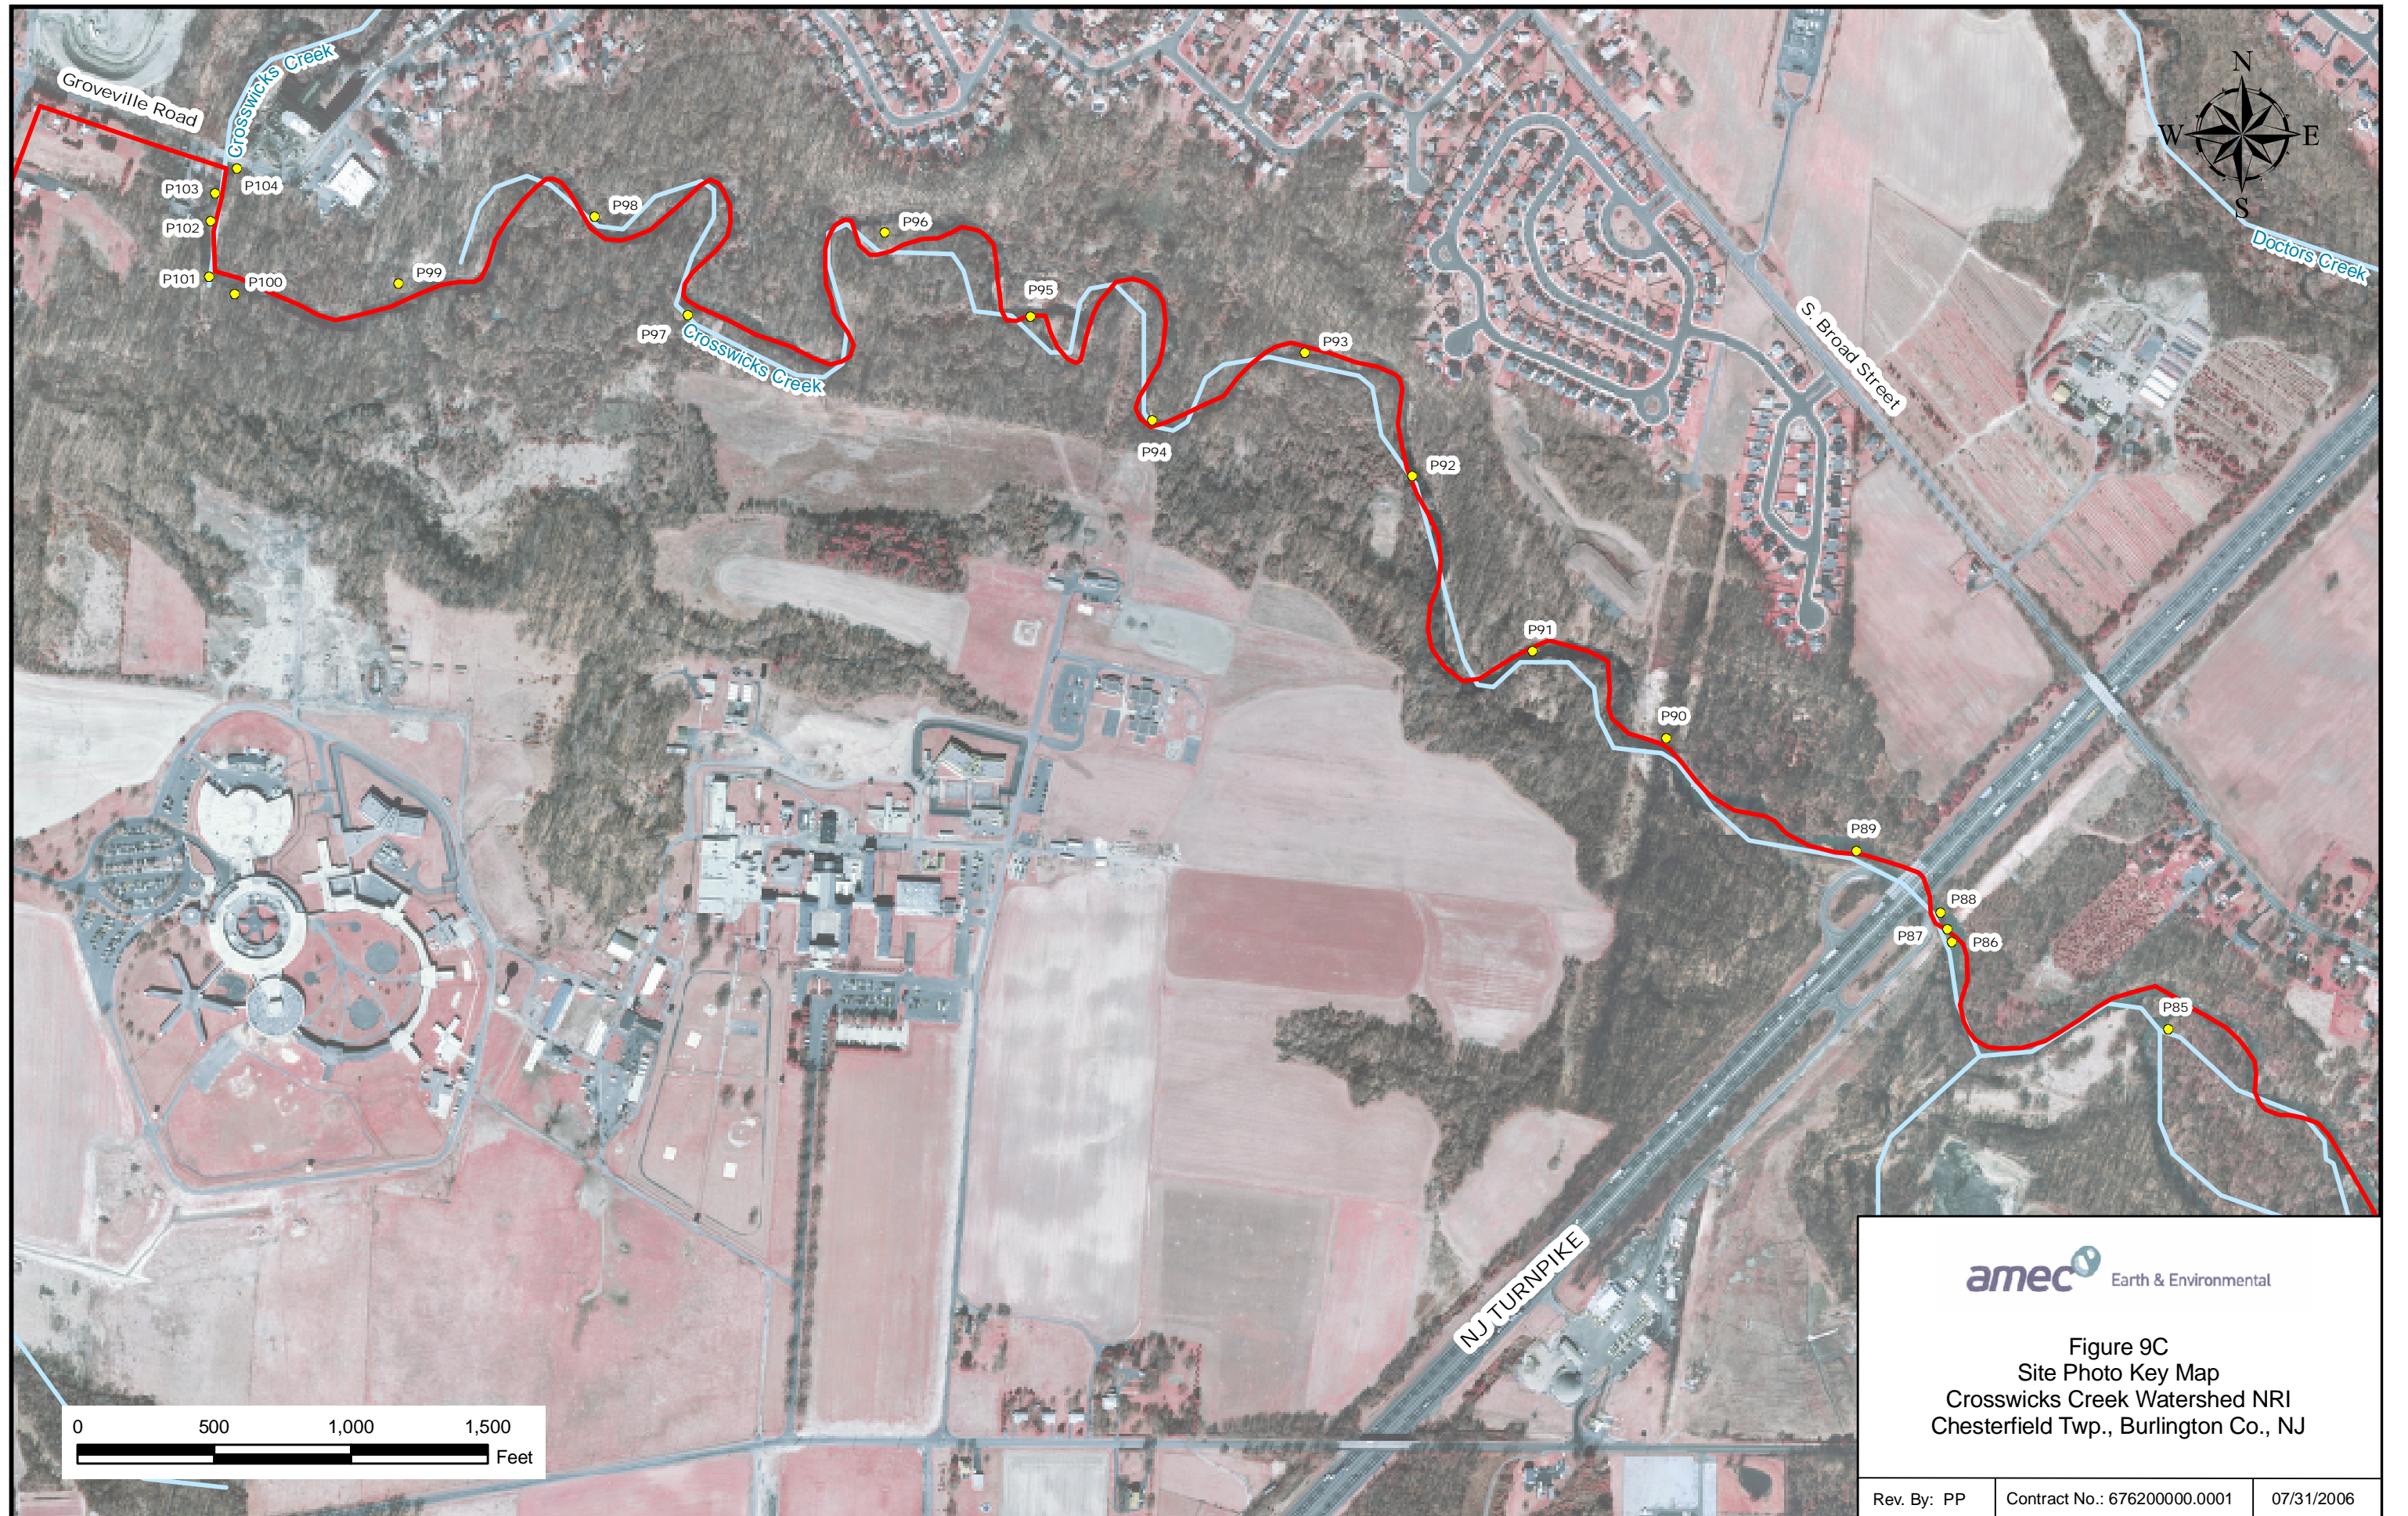 Crosswicks Creek
Groveville Road
N
W
E
S
Doctors Creek
P103
P104
P102
P101
P100
P99
P98
P97
Crosswicks Creek
P96
P95
P94
P93
P92
S. Broad Street
P91
P90
P89
P88
P87
P86
P85
NJ TURNPIKE
0 500 1,000 1,500
Feet
amec Earth & Environmental
Figure 9C
Site Photo Key Map
Crosswicks Creek Watershed NRI
Chesterfield Twp., Burlington Co., NJ
Rev. By: PP
Contract No.: 676200000.0001
07/31/2006